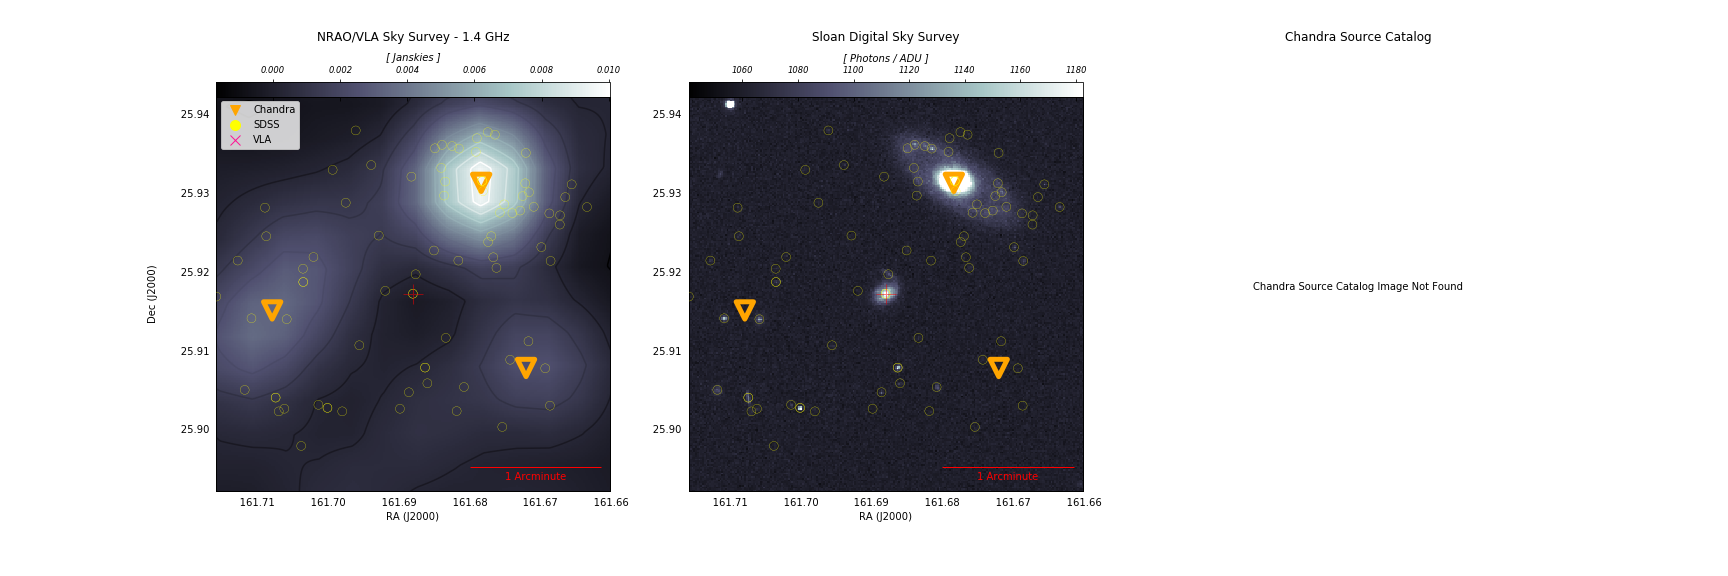 NRAO/VLA Sky Survey - 1.4 GHz
[ Janskies ]
0.000 0.002 0.004 0.006 0.008 0.010
Chandra
SDSS
VLA
25.94
25.93
25.92
25.91
25.90
Dec (J2000)
1 Arcminute
161.71 161.70 161.69 161.68 161.67 161.66
RA (J2000)
Sloan Digital Sky Survey
[ Photons / ADU ]
1060 1080 1100 1120 1140 1160 1180
25.94
25.93
25.92
25.91
25.90
1 Arcminute
161.71 161.70 161.69 161.68 161.67 161.66
RA (J2000)
Chandra Source Catalog
Chandra Source Catalog Image Not Found